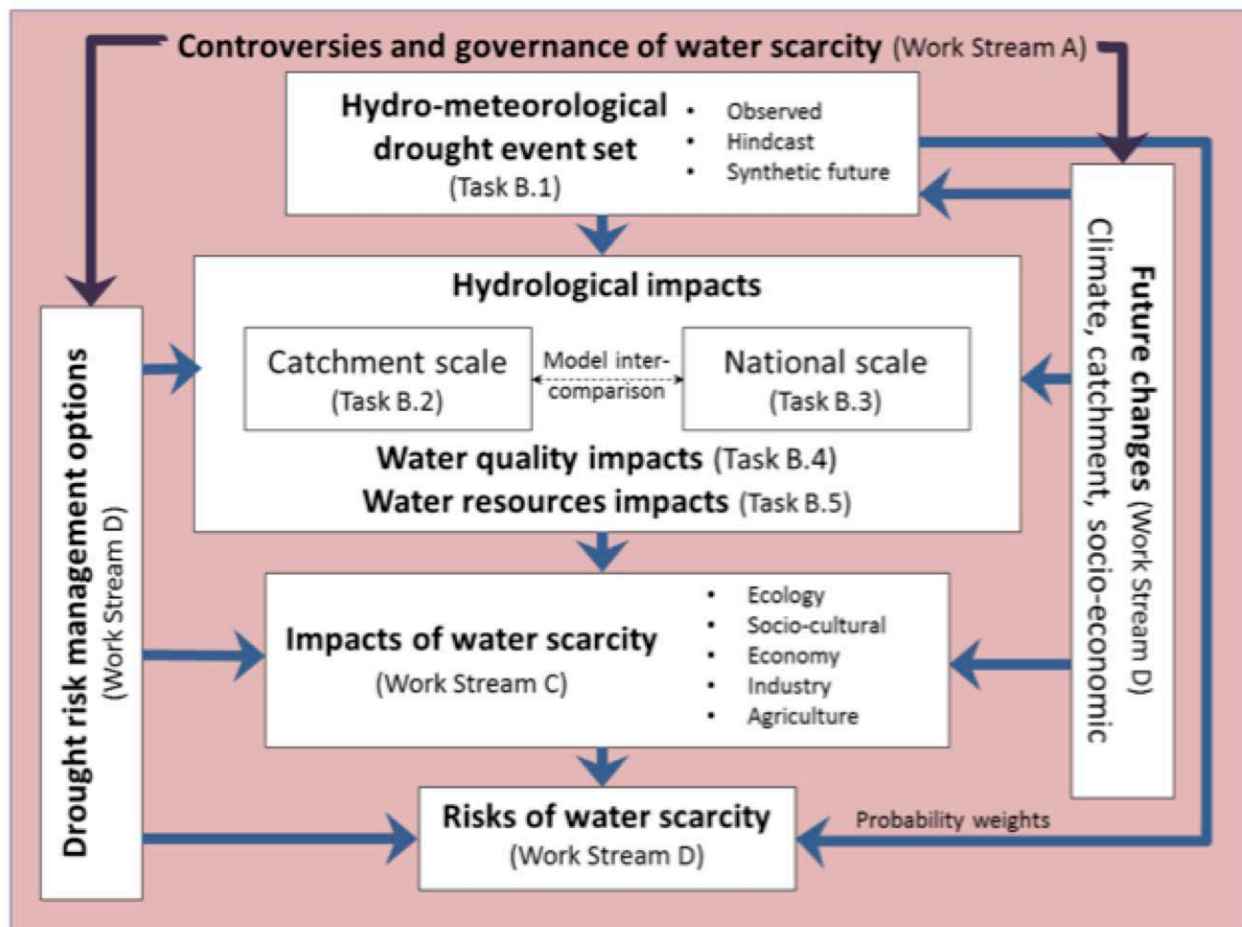 Controversies and governance of water scarcity (Work Stream A)
Hydro-meteorological
drought event set
(Task B.1)
• Observed
• Hindcast
• Synthetic future
Hydrological impacts
Catchment scale
(Task B.2)
Model inter-
comparison
National scale
(Task B.3)
Water quality impacts (Task B.4)
Water resources impacts (Task B.5)
Drought risk management options
(Work Stream D)
Future changes (Work Stream D)
Climate, catchment, socio-economic
Impacts of water scarcity
(Work Stream C)
• Ecology
• Socio-cultural
• Economy
• Industry
• Agriculture
Risks of water scarcity
(Work Stream D)
Probability weights